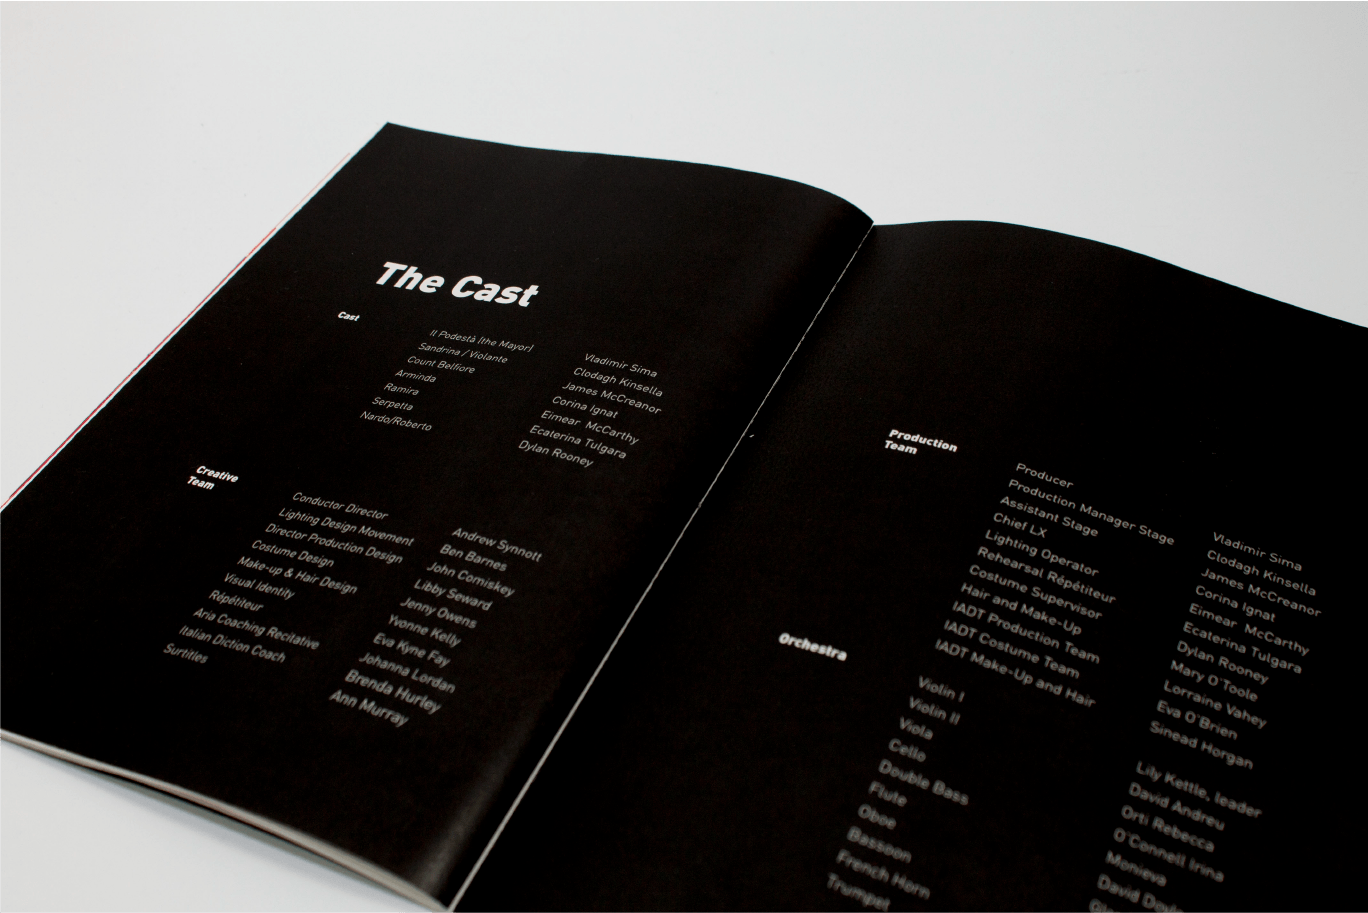 The Cast
Cast
Il Podestà (the Mayor)
Sandrina / Violante
Count Belfiore
Arminda
Ramira
Serpetta
Nardo/Roberto
Vladimir Sima
Clodagh Kinsella
James McCreanor
Corina Ignat
Eimear McCarthy
Ecaterina Tulgara
Dylan Rooney
Creative
Team
Conductor Director
Lighting Design Movement
Director Production Design
Costume Design
Make-up & Hair Design
Visual Identity
Répétiteur
Aria Coaching Recitative
Italian Diction Coach
Surtitles
Andrew Synnott
Ben Barnes
John Comiskey
Libby Seward
Jenny Owens
Yvonne Kelly
Eva Kyne Fay
Johanna Lordan
Brenda Hurley
Ann Murray
Production
Team
Producer
Production Manager Stage
Assistant Stage
Chief LX
Lighting Operator
Rehearsal Répétiteur
Costume Supervisor
Hair and Make-Up
IADT Production Team
IADT Costume Team
IADT Make-Up and Hair
Vladimir Sima
Clodagh Kinsella
James McCreanor
Corina Ignat
Eimear McCarthy
Ecaterina Tulgara
Dylan Rooney
Mary O'Toole
Lorraine Vahey
Eva O'Brien
Sinead Horgan
Orchestra
Violin I
Violin II
Viola
Cello
Double Bass
Flute
Oboe
Bassoon
French Horn
Trumpet
Lily Kettle, leader
David Andreu
Orti Rebecca
O'Connell Irina
Monieva
David